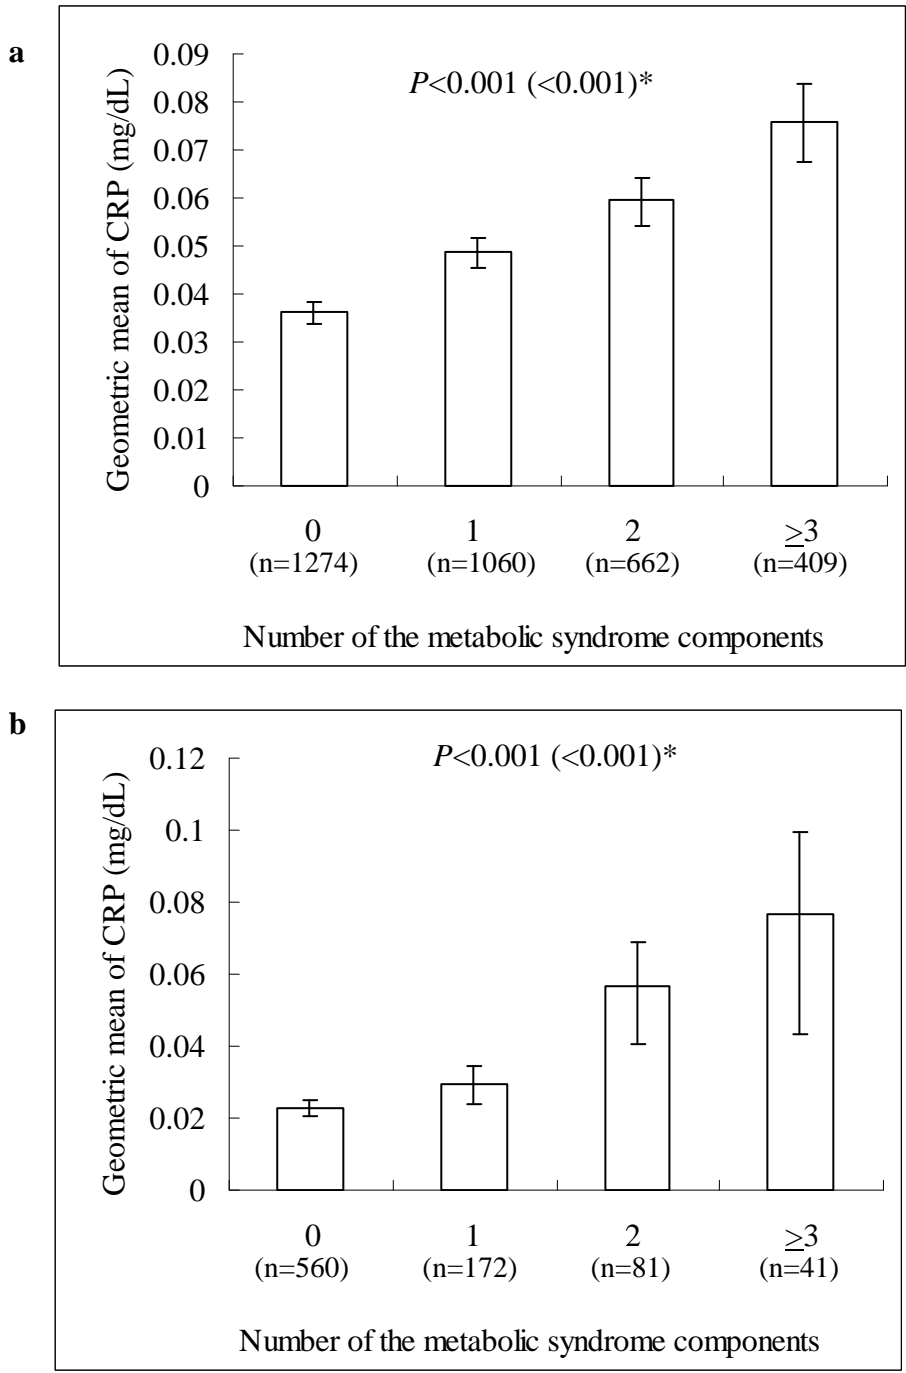 a
Geometric mean of CRP (mg/dL)
P<0.001 (<0.001)*
0.09
0.08
0.07
0.06
0.05
0.04
0.03
0.02
0.01
0
0 1 2 ≥3
(n=1274) (n=1060) (n=662) (n=409)
Number of the metabolic syndrome components
b
Geometric mean of CRP (mg/dL)
P<0.001 (<0.001)*
0.12
0.1
0.08
0.06
0.04
0.02
0
0 1 2 ≥3
(n=560) (n=172) (n=81) (n=41)
Number of the metabolic syndrome components